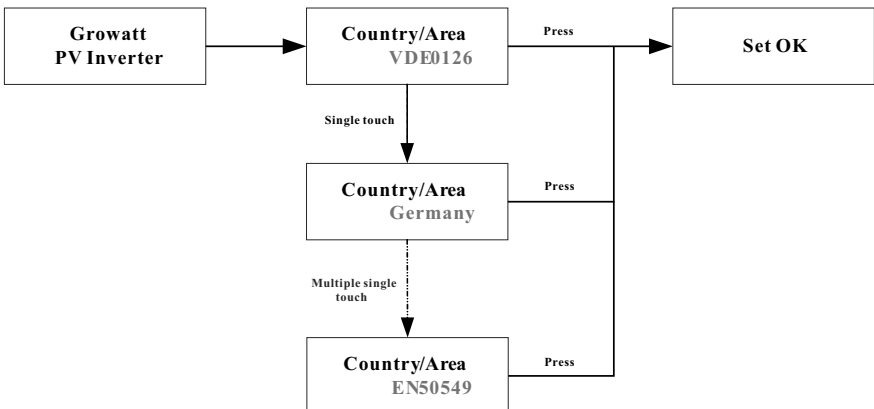 Growatt
PV Inverter
Country/Area
VDE0126
Press
Set OK
Single touch
Country/Area
Germany
Press
Multiple single
touch
Country/Area
EN50549
Press